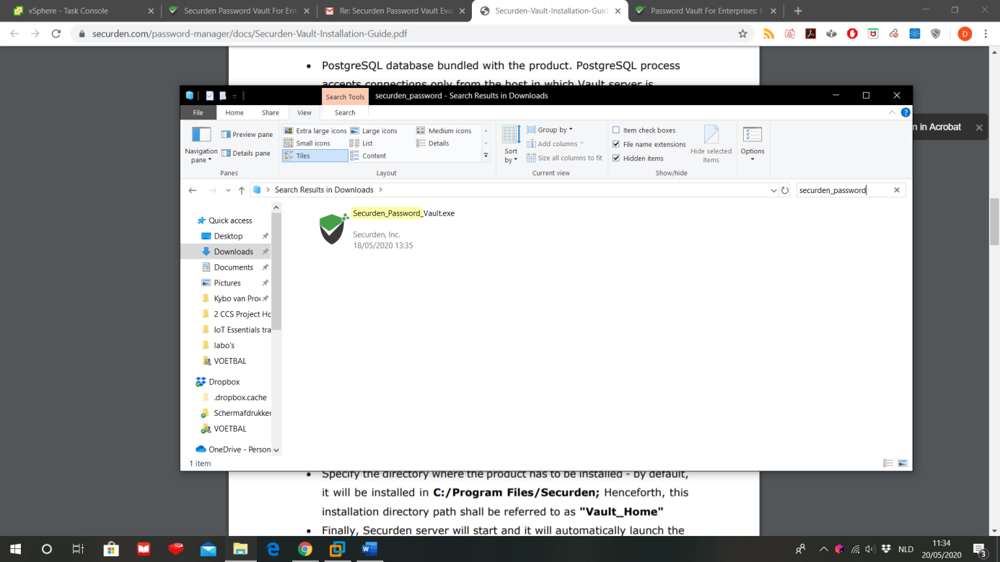 vSphere - Task Console
Securden Password Vault For Ent
Re: Securden Password Vault Eval
Securden-Vault-Installation-Guid
Password Vault For Enterprises: F
securden.com/password-manager/docs/Securden-Vault-Installation-Guide.pdf
D
PostgreSQL database bundled with the product. PostgreSQL process
accepts connections only from the host in which Vault server is
n in Acrobat
Search Tools
securden_password - Search Results in Downloads
File
Home
Share
View
Search
Navigation pane
Preview pane
Details pane
Panes
Extra large icons
Large icons
Medium icons
Small icons
List
Details
Tiles
Content
Layout
Sort by
Group by
Add columns
Size all columns to fit
Current view
Item check boxes
File name extensions
Hidden items
Hide selected items
Show/hide
Options
Search Results in Downloads
securden_password
Quick access
Desktop
Downloads
Documents
Pictures
Kybo van Pro
2 CCS Project Ho
IoT Essentials tra
labo's
VOETBAL
Dropbox
.dropbox.cache
Schermafdrukken
VOETBAL
OneDrive - Person
Securden_Password_Vault.exe
Securden, Inc.
18/05/2020 13:35
1 item
• Specify the directory where the product has to be installed - by default,
it will be installed in C:/Program Files/Securden; Henceforth, this
installation directory path shall be referred to as "Vault_Home"
• Finally, Securden server will start and it will automatically launch the
NLD
11:34
20/05/2020
3